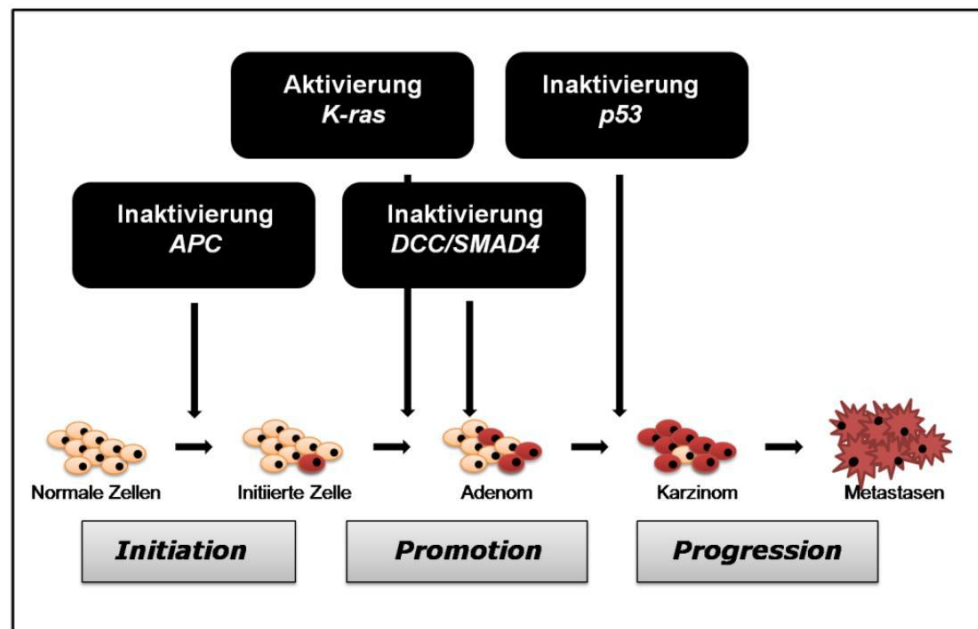 Aktivierung
K-ras
Inaktivierung
p53
Inaktivierung
APC
Inaktivierung
DCC/SMAD4
Normale Zellen
Initiierte Zelle
Adenom
Karzinom
Metastasen
Initiation
Promotion
Progression